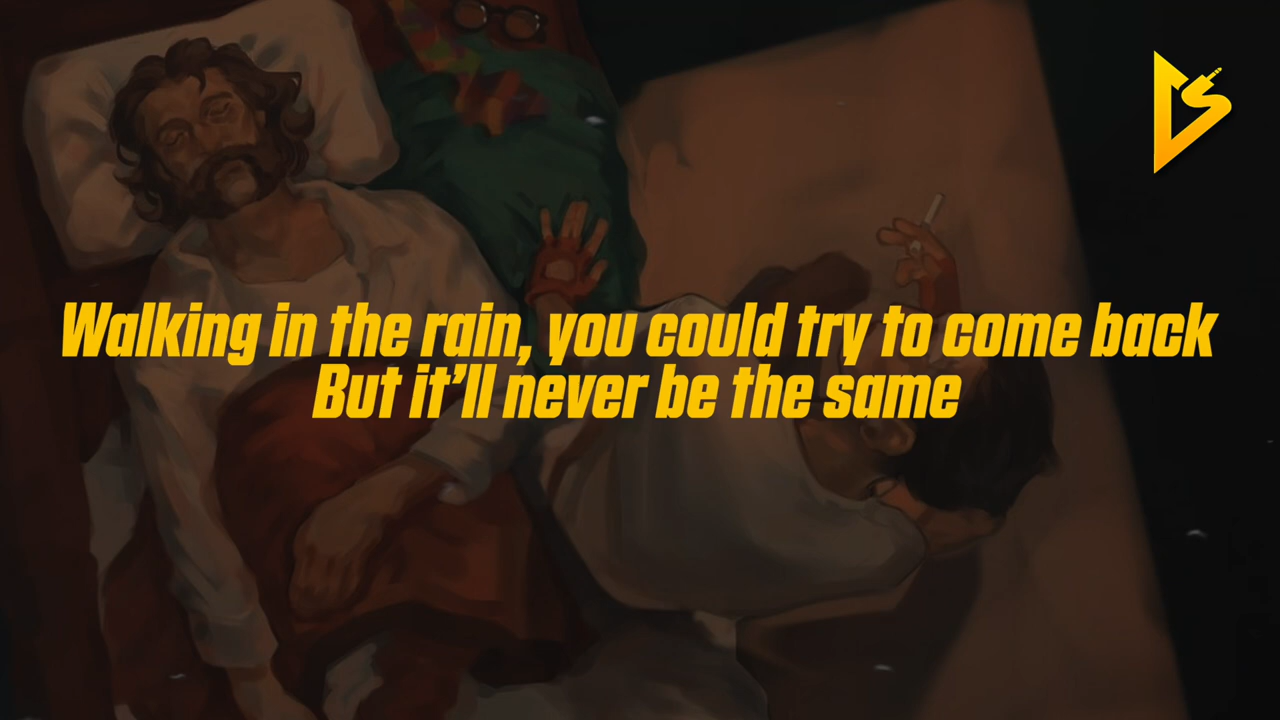 Walking in the rain, you could try to come back
But it’ll never be the same